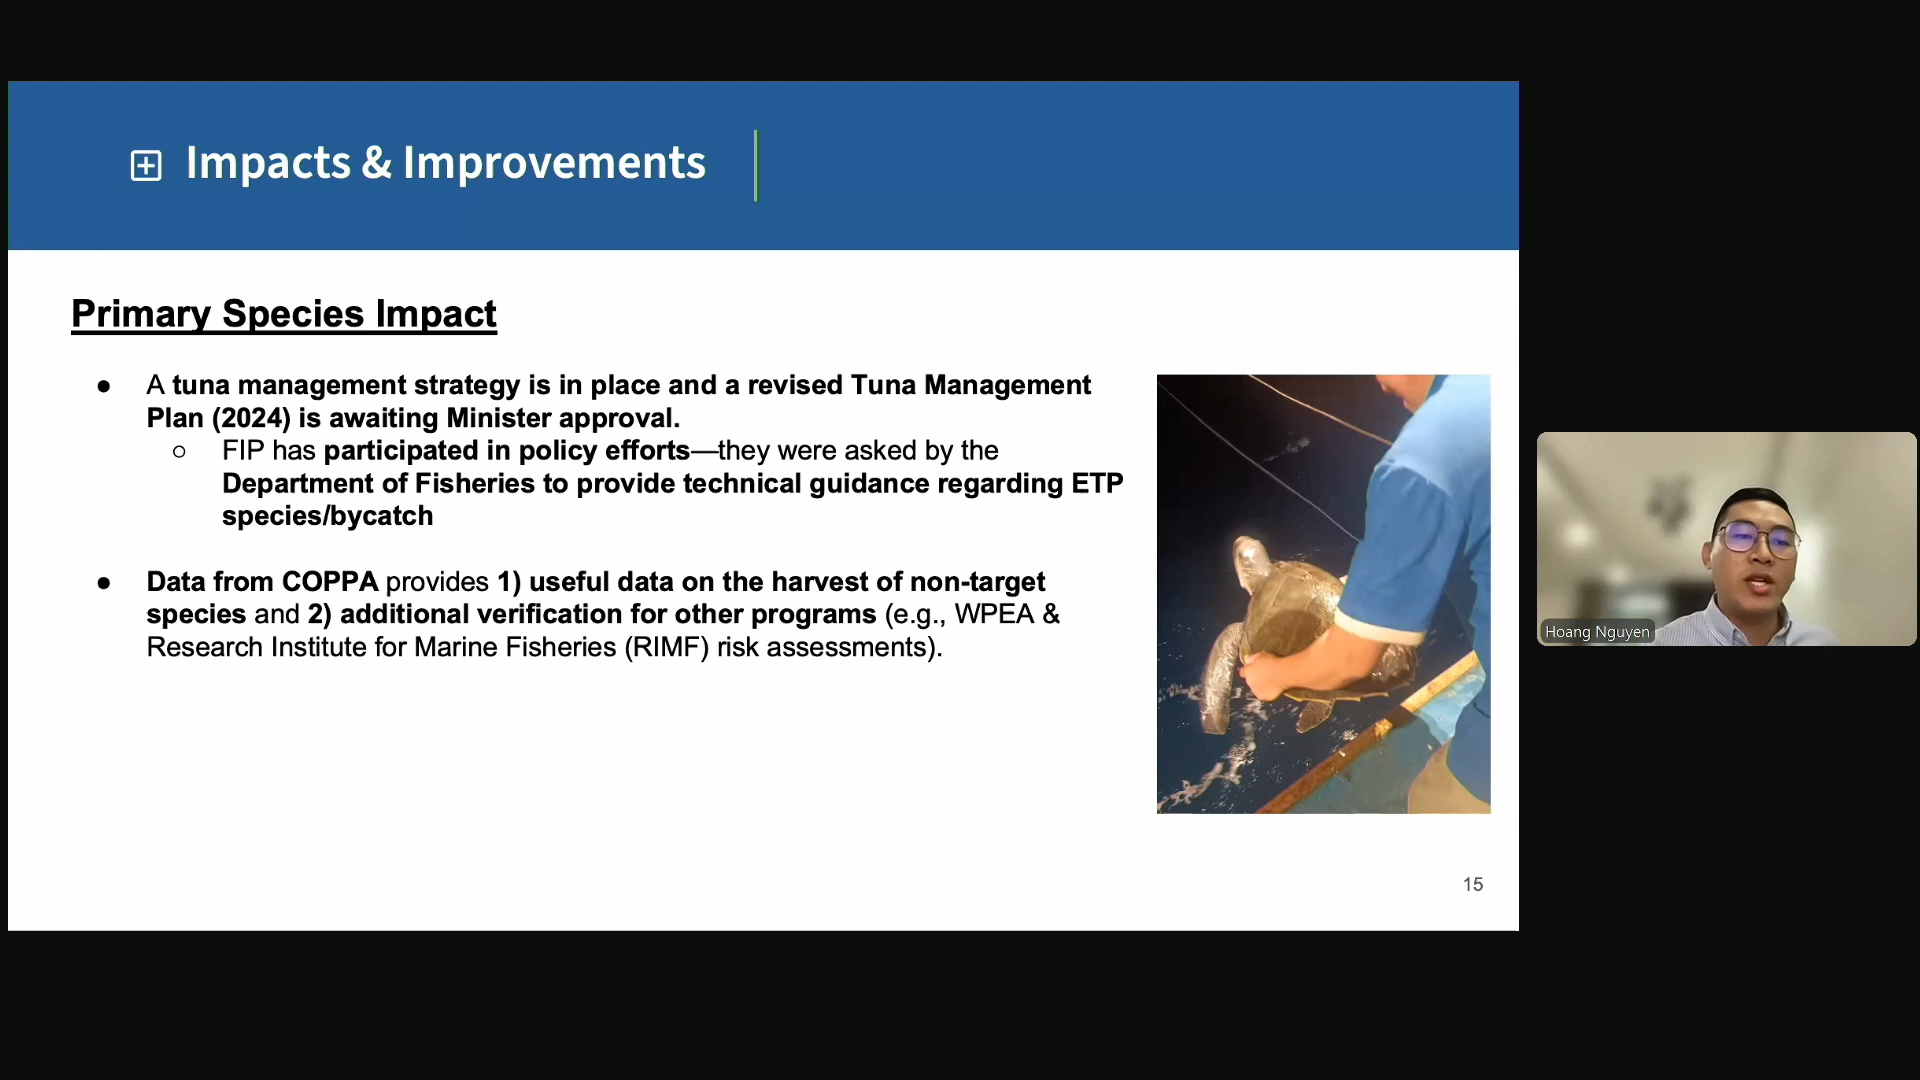 Impacts & Improvements
Primary Species Impact
● A tuna management strategy is in place and a revised Tuna Management
Plan (2024) is awaiting Minister approval.
○ FIP has participated in policy efforts—they were asked by the
Department of Fisheries to provide technical guidance regarding ETP
species/bycatch
● Data from COPPA provides 1) useful data on the harvest of non-target
species and 2) additional verification for other programs (e.g., WPEA &
Research Institute for Marine Fisheries (RIMF) risk assessments).
15
Hoang Nguyen